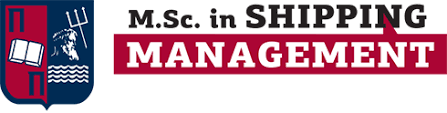 Π
Π
M.Sc. in SHIPPING
MANAGEMENT